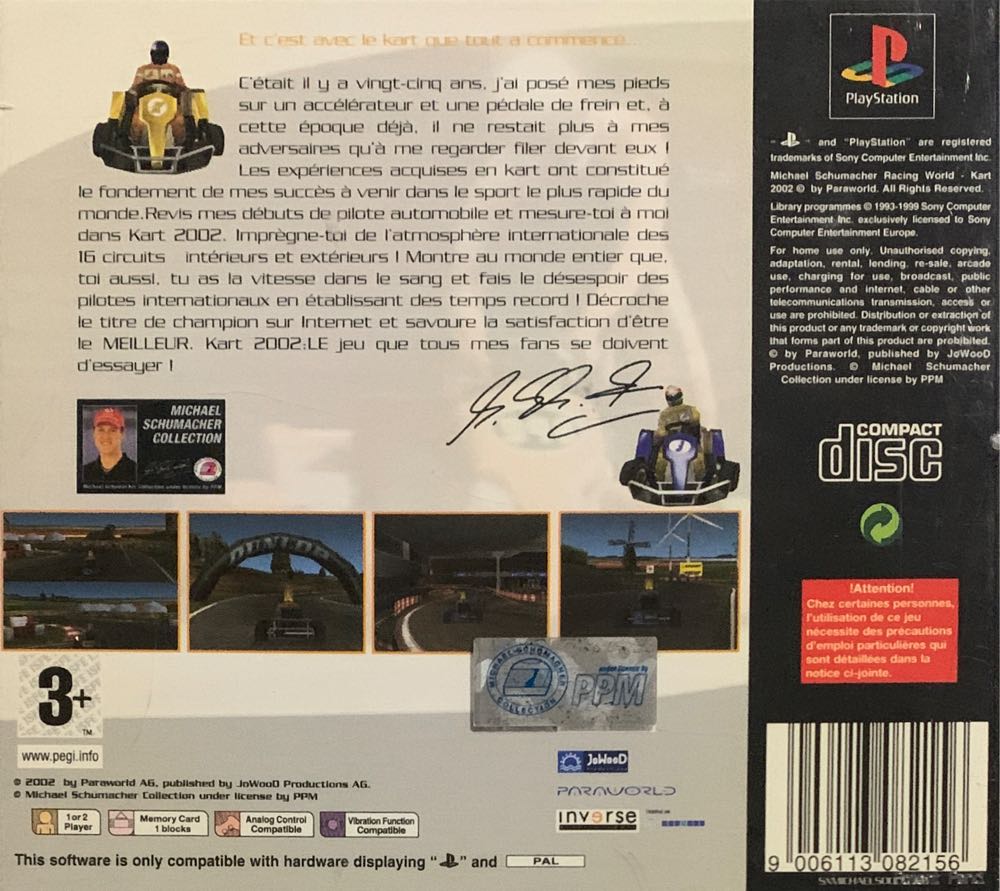 Et c'est avec le kart que tout a commencé...
C'était il y a vingt-cinq ans, j'ai posé mes pieds
sur un accélérateur et une pédale de frein et, à
cette époque déjà, il ne restait plus à mes
adversaires qu'à me regarder filer devant eux !
Les expériences acquises en kart ont constitué
le fondement de mes succès à venir dans le sport le plus rapide du
monde.Revis mes débuts de pilote automobile et mesure-toi à moi
dans Kart 2002. Imprègne-toi de l'atmosphère internationale des
16 circuits intérieurs et extérieurs ! Montre au monde entier que,
toi aussi, tu as la vitesse dans le sang et fais le désespoir des
pilotes internationaux en établissant des temps record ! Décroche
le titre de champion sur Internet et savoure la satisfaction d'être
le MEILLEUR. Kart 2002:LE jeu que tous mes fans se doivent
d'essayer !
MICHAEL
SCHUMACHER
COLLECTION
Michael Schumacher Collection under license by PPM
MICHAEL SCHUMACHER
COLLECTION
under license by
PPM
3+
TM
www.pegi.info
© 2002 by Paraworld AG, published by JoWooD Productions AG.
© Michael Schumacher Collection under license by PPM
1 or 2
Player
Memory Card
1 blocks
Analog Control
Compatible
Vibration Function
Compatible
This software is only compatible with hardware displaying " " and PAL
JoWooD
PARAWORLD
inverse
PlayStation
" " and "PlayStation" are registered
trademarks of Sony Computer Entertainment Inc.
Michael Schumacher Racing World - Kart
2002 © by Paraworld. All Rights Reserved.
Library programmes © 1993-1999 Sony Computer
Entertainment Inc. exclusively licensed to Sony
Computer Entertainment Europe.
For home use only. Unauthorised copying,
adaptation, rental, lending, re-sale, arcade
use, charging for use, broadcast, public
performance and internet, cable or other
telecommunications transmission, access or
use are prohibited. Distribution or extraction of
this product or any trademark or copyright work
that forms part of this product are prohibited.
© by Paraworld, published by JoWooD
Productions. © Michael Schumacher
Collection under license by PPM
COMPACT
disc
!Attention!
Chez certaines personnes,
l'utilisation de ce jeu
nécessite des précautions
d'emploi particulières qui
sont détaillées dans la
notice ci-jointe.
9 006113 082156